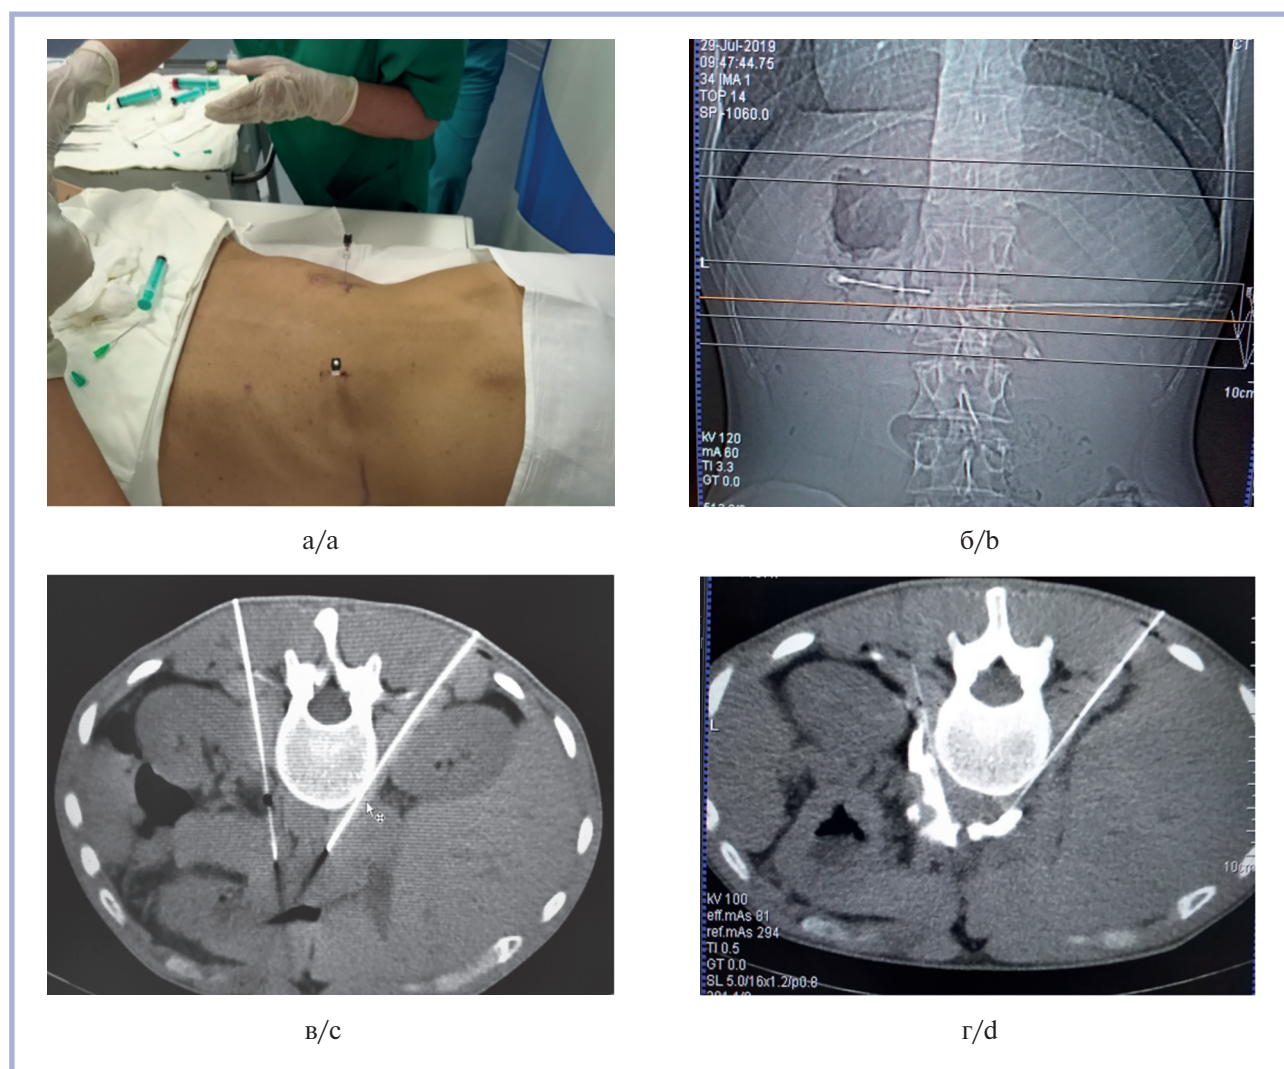 29-Jul-2019
09:47:44.75
34 IMA 1
TOP 14
SP -1060.0
CT
L
10cm
kV 120
mA 60
TI 3.3
GT 0.0
а/a
б/b
L
10cm
kV 100
eff.mAs 81
ref.mAs 294
TI 0.5
GT 0.0
SL 5.0/16x1.2/p0.8
в/c
г/d